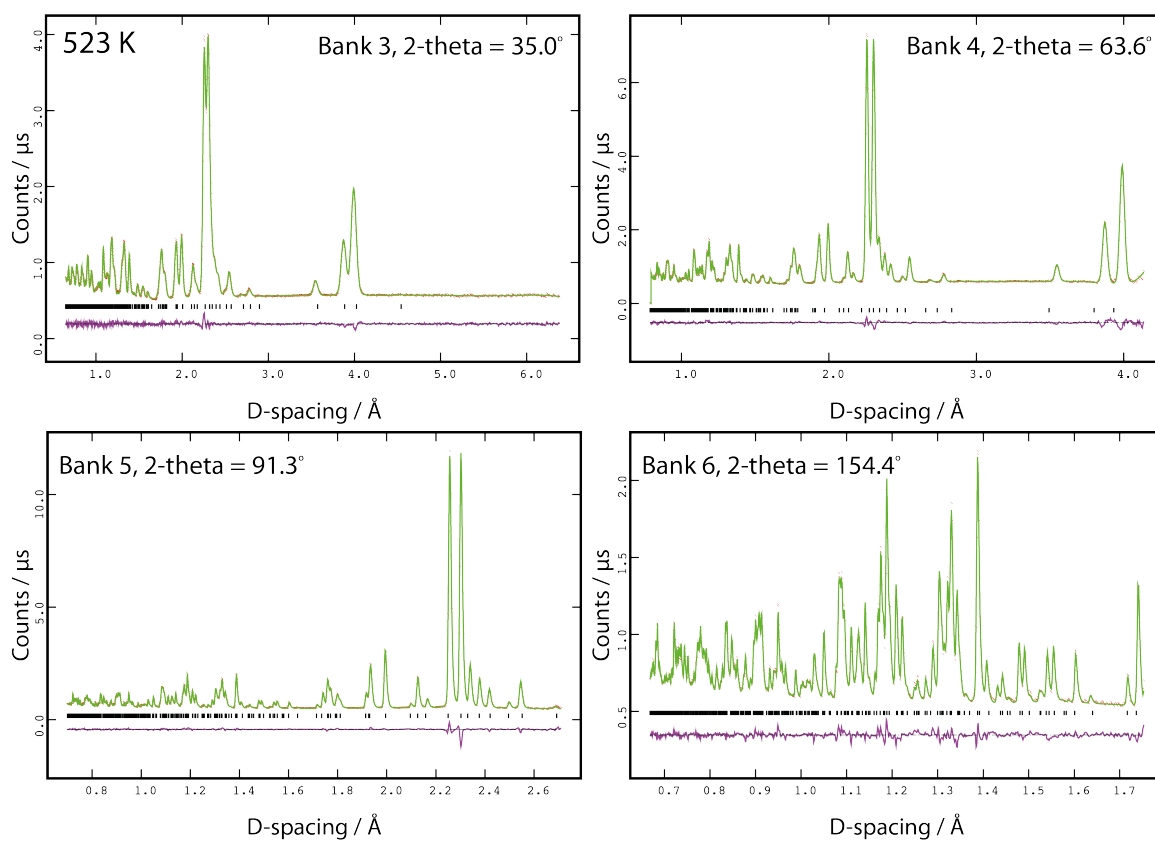 523 K
Bank 3, 2-theta = 35.0°
4.0
3.0
2.0
1.0
0.0
Counts / µs
1.0 2.0 3.0 4.0 5.0 6.0
D-spacing / Å
Bank 4, 2-theta = 63.6°
6.0
4.0
2.0
0.0
Counts / µs
1.0 2.0 3.0 4.0
D-spacing / Å
Bank 5, 2-theta = 91.3°
10.0
5.0
0.0
Counts / µs
0.8 1.0 1.2 1.4 1.6 1.8 2.0 2.2 2.4 2.6
D-spacing / Å
Bank 6, 2-theta = 154.4°
2.0
1.5
1.0
0.5
Counts / µs
0.7 0.8 0.9 1.0 1.1 1.2 1.3 1.4 1.5 1.6 1.7
D-spacing / Å